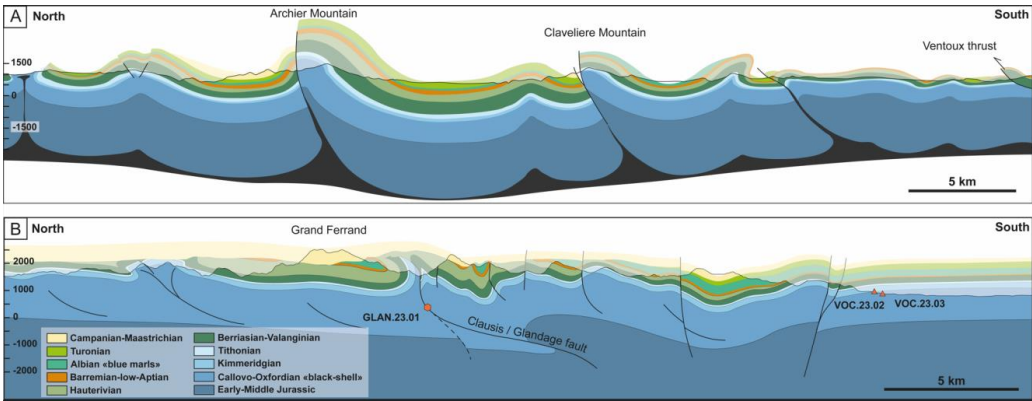 A North
Archier Mountain
Claveliere Mountain
South
Ventoux thrust
1500
0
-1500
5 km
B North
Grand Ferrand
South
2000
1000
0
-1000
-2000
GLAN.23.01
Clausis / Glandage fault
VOC.23.02
VOC.23.03
Campanian-Maastrichian
Turonian
Albian «blue marls»
Barremian-low-Aptian
Hauterivian
Berriasian-Valanginian
Tithonian
Kimmeridgian
Callovo-Oxfordian «black-shell»
Early-Middle Jurassic
5 km